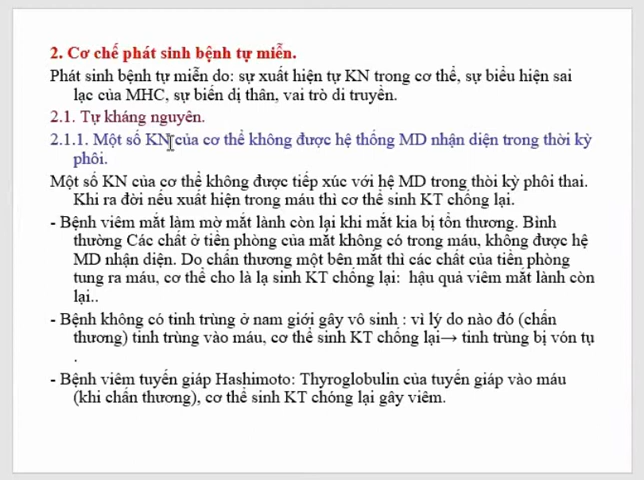 2. Cơ chế phát sinh bệnh tự miễn.
Phát sinh bệnh tự miễn do: sự xuất hiện tự KN trong cơ thể, sự biểu hiện sai
lạc của MHC, sự biến dị thân, vai trò di truyền.
2.1. Tự kháng nguyên.
2.1.1. Một số KN của cơ thể không được hệ thống MD nhận diện trong thời kỳ
phôi.
Một số KN của cơ thể không được tiếp xúc với hệ MD trong thời kỳ phôi thai.
Khi ra đời nếu xuất hiện trong máu thì cơ thể sinh KT chống lại.
- Bệnh viêm mắt làm mờ mắt lành còn lại khi mắt kia bị tổn thương. Bình
thường Các chất ở tiền phòng của mắt không có trong máu, không được hệ
MD nhận diện. Do chấn thương một bên mắt thì các chất của tiền phòng
tung ra máu, cơ thể cho là lạ sinh KT chống lại: hậu quả viêm mắt lành còn
lại..
- Bệnh không có tinh trùng ở nam giới gây vô sinh : vì lý do nào đó (chấn
thương) tinh trùng vào máu, cơ thể sinh KT chống lại→ tinh trùng bị vón tụ
.
- Bệnh viêm tuyến giáp Hashimoto: Thyroglobulin của tuyến giáp vào máu
(khi chấn thương), cơ thể sinh KT chóng lại gây viêm.